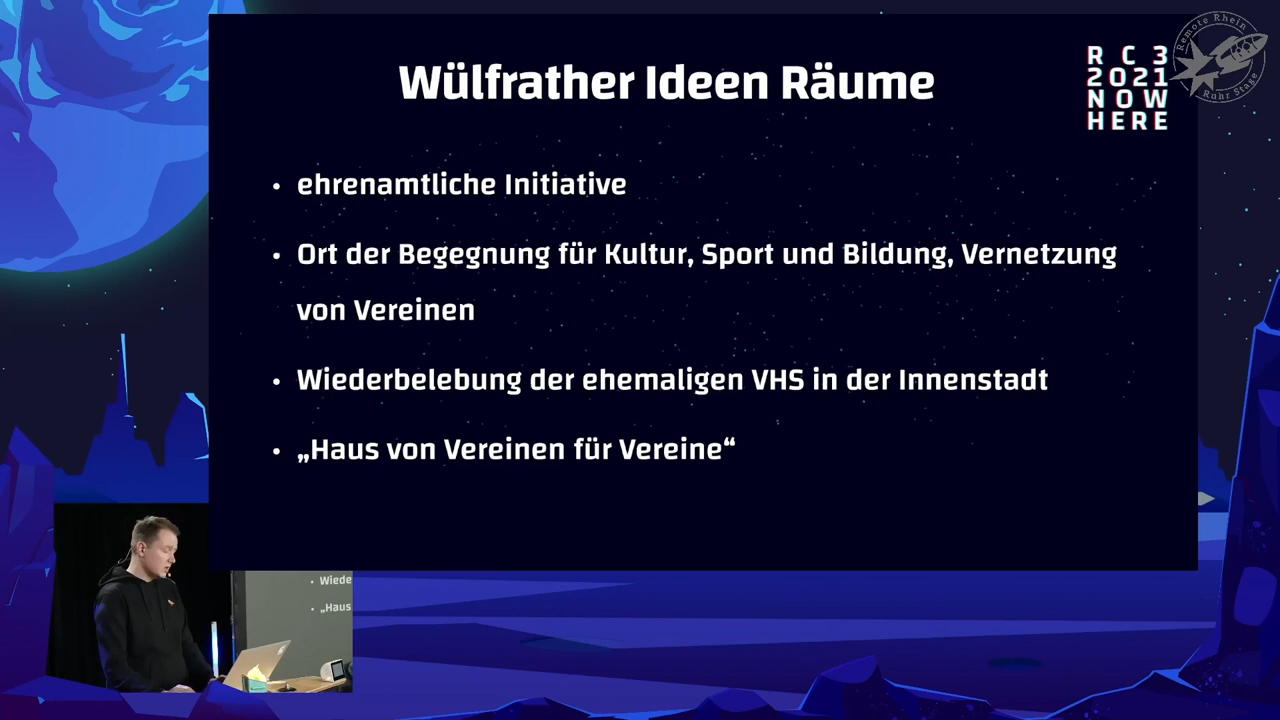 Wülfrather Ideen Räume
RC3
2021
NOW
HERE
Remote Rhein
Ruhr Stage
• ehrenamtliche Initiative
• Ort der Begegnung für Kultur, Sport und Bildung, Vernetzung
von Vereinen
• Wiederbelebung der ehemaligen VHS in der Innenstadt
• „Haus von Vereinen für Vereine“
• Wiede
• „Haus